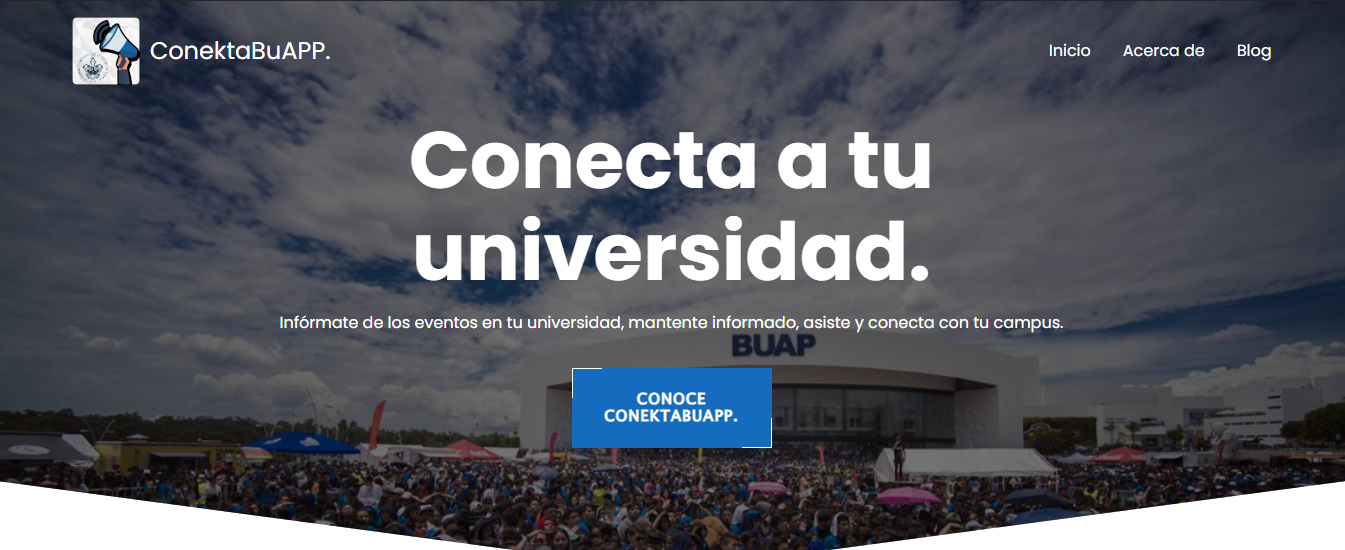 ConektaBuAPP.
Inicio
Acerca de
Blog
Conecta a tu
universidad.
Infórmate de los eventos en tu universidad, mantente informado, asiste y conecta con tu campus.
BUAP
CONOCE
CONEKTABUAPP.